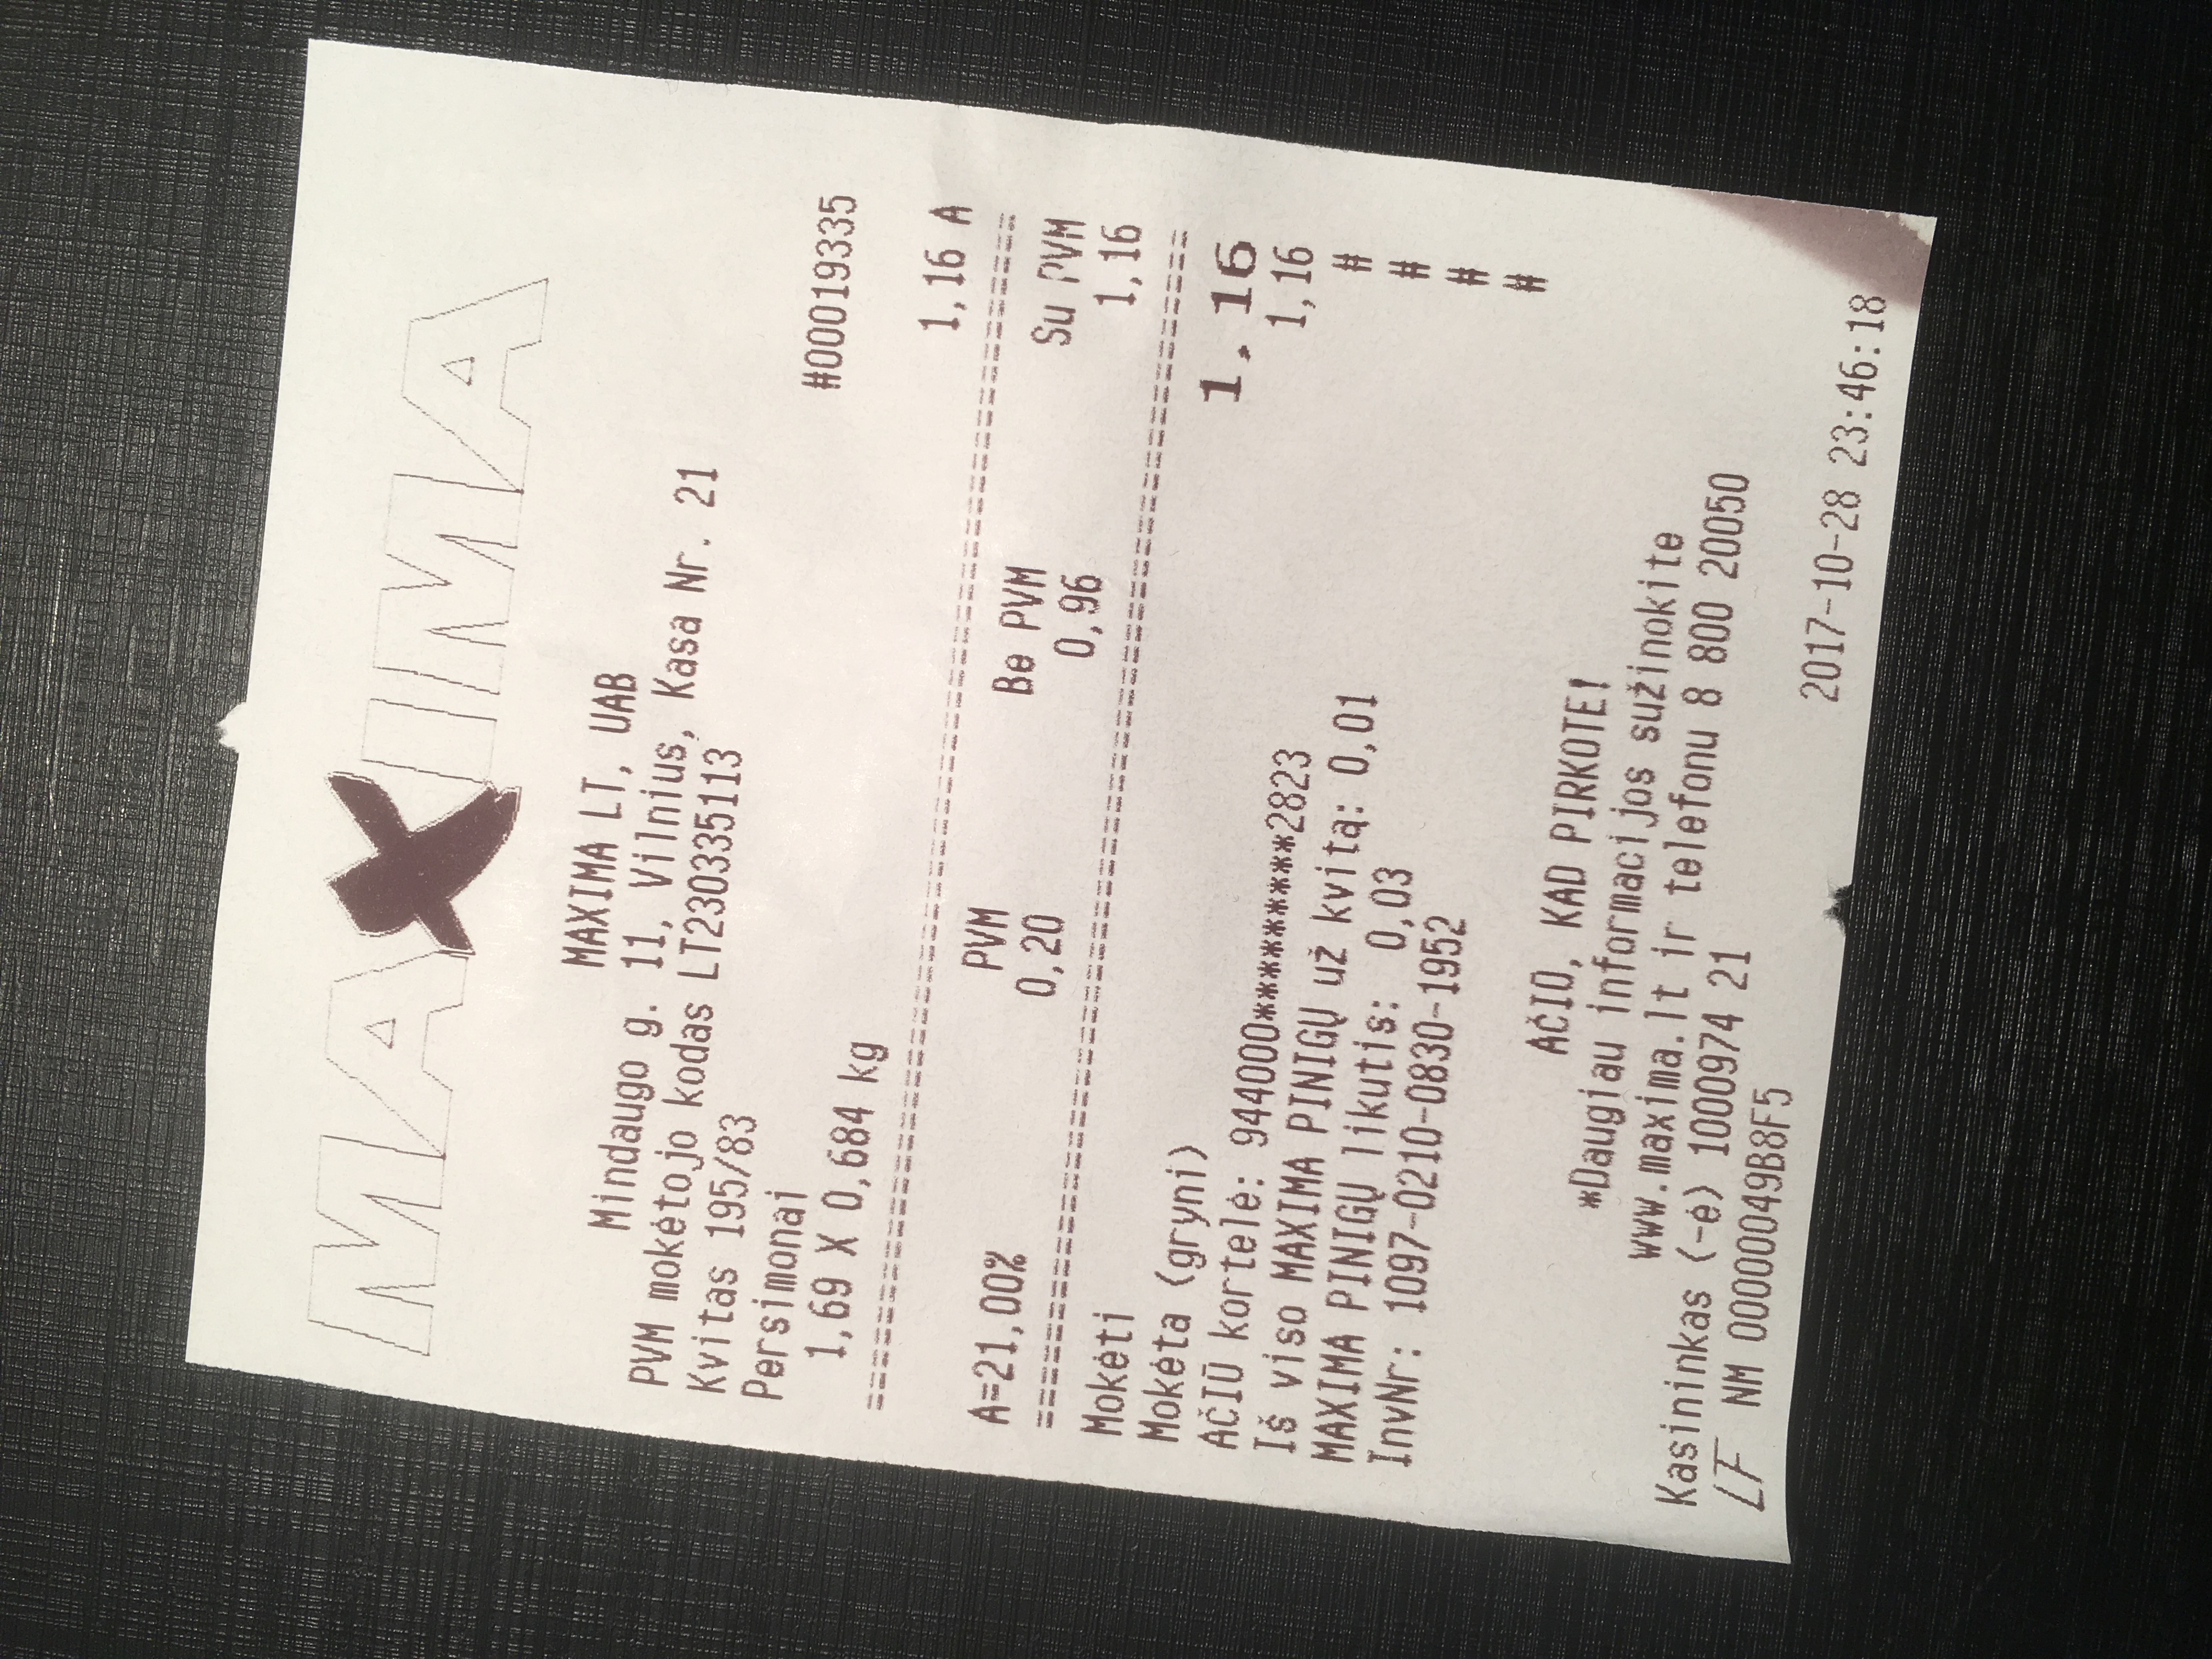 MAXIMA
MAXIMA LT, UAB
Mindaugo g. 11, Vilnius, Kasa Nr. 21
PVM mokėtojo kodas LT230335113
Kvitas 195/83 #00019335
Persimonai
1,69 X 0,684 kg 1,16 A
========================================================
PVM Be PVM Su PVM
A=21,00% 0,20 0,96 1,16
========================================================
Mokėti 1,16
Mokėta (gryni) 1,16
AČIŪ kortelė: 944000*********2823 #
Iš viso MAXIMA PINIGŲ už kvitą: 0,01 #
MAXIMA PINIGŲ likutis: 0,03 #
InvNr: 1097-0210-0830-1952 #
AČIŪ, KAD PIRKOTE!
*Daugiau informacijos sužinokite
www.maxima.lt ir telefonu 8 800 20050
Kasininkas (-ė) 1000974 21
LF NM 00000049B8F5 2017-10-28 23:46:18